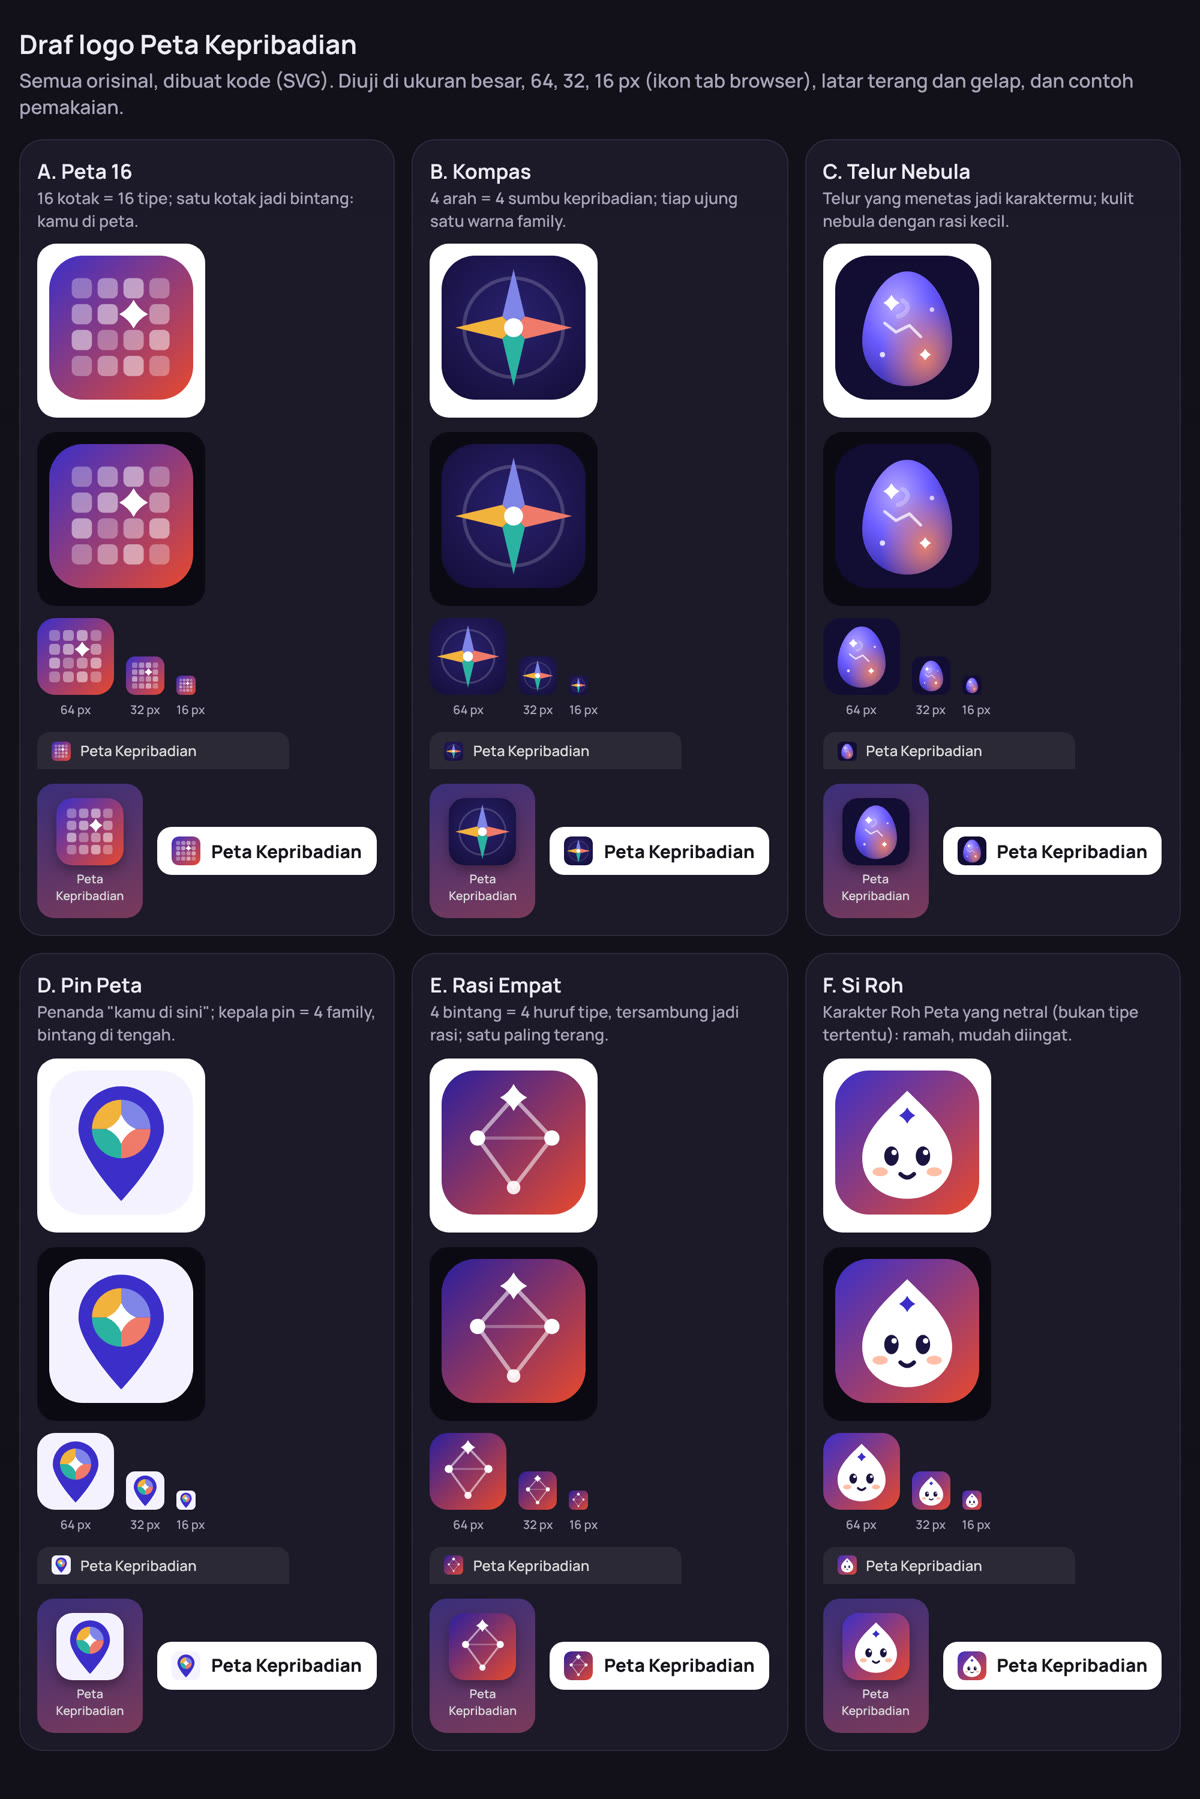 Draf logo Peta Kepribadian
Semua orisinal, dibuat kode (SVG). Diuji di ukuran besar, 64, 32, 16 px (ikon tab browser), latar terang dan gelap, dan contoh
pemakaian.
A. Peta 16
16 kotak = 16 tipe; satu kotak jadi bintang:
kamu di peta.
64 px
32 px
16 px
Peta Kepribadian
Peta
Kepribadian
Peta Kepribadian
B. Kompas
4 arah = 4 sumbu kepribadian; tiap ujung
satu warna family.
64 px
32 px
16 px
Peta Kepribadian
Peta
Kepribadian
Peta Kepribadian
C. Telur Nebula
Telur yang menetas jadi karaktermu; kulit
nebula dengan rasi kecil.
64 px
32 px
16 px
Peta Kepribadian
Peta
Kepribadian
Peta Kepribadian
D. Pin Peta
Penanda "kamu di sini"; kepala pin = 4 family,
bintang di tengah.
64 px
32 px
16 px
Peta Kepribadian
Peta
Kepribadian
Peta Kepribadian
E. Rasi Empat
4 bintang = 4 huruf tipe, tersambung jadi
rasi; satu paling terang.
64 px
32 px
16 px
Peta Kepribadian
Peta
Kepribadian
Peta Kepribadian
F. Si Roh
Karakter Roh Peta yang netral (bukan tipe
tertentu): ramah, mudah diingat.
64 px
32 px
16 px
Peta Kepribadian
Peta
Kepribadian
Peta Kepribadian